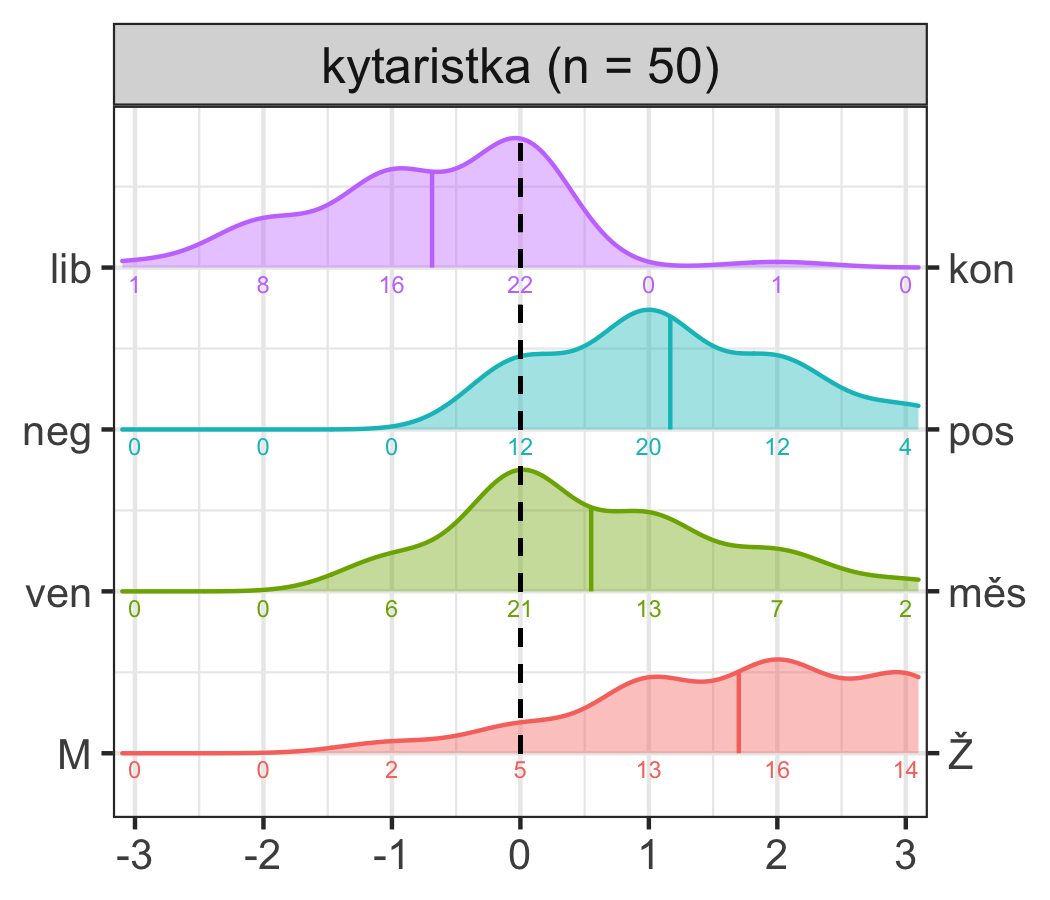 kytaristka (n = 50)
lib kon
1 8 16 22 0 1 0
neg pos
0 0 0 12 20 12 4
ven měs
0 0 6 21 13 7 2
M Ž
0 0 2 5 13 16 14
-3 -2 -1 0 1 2 3